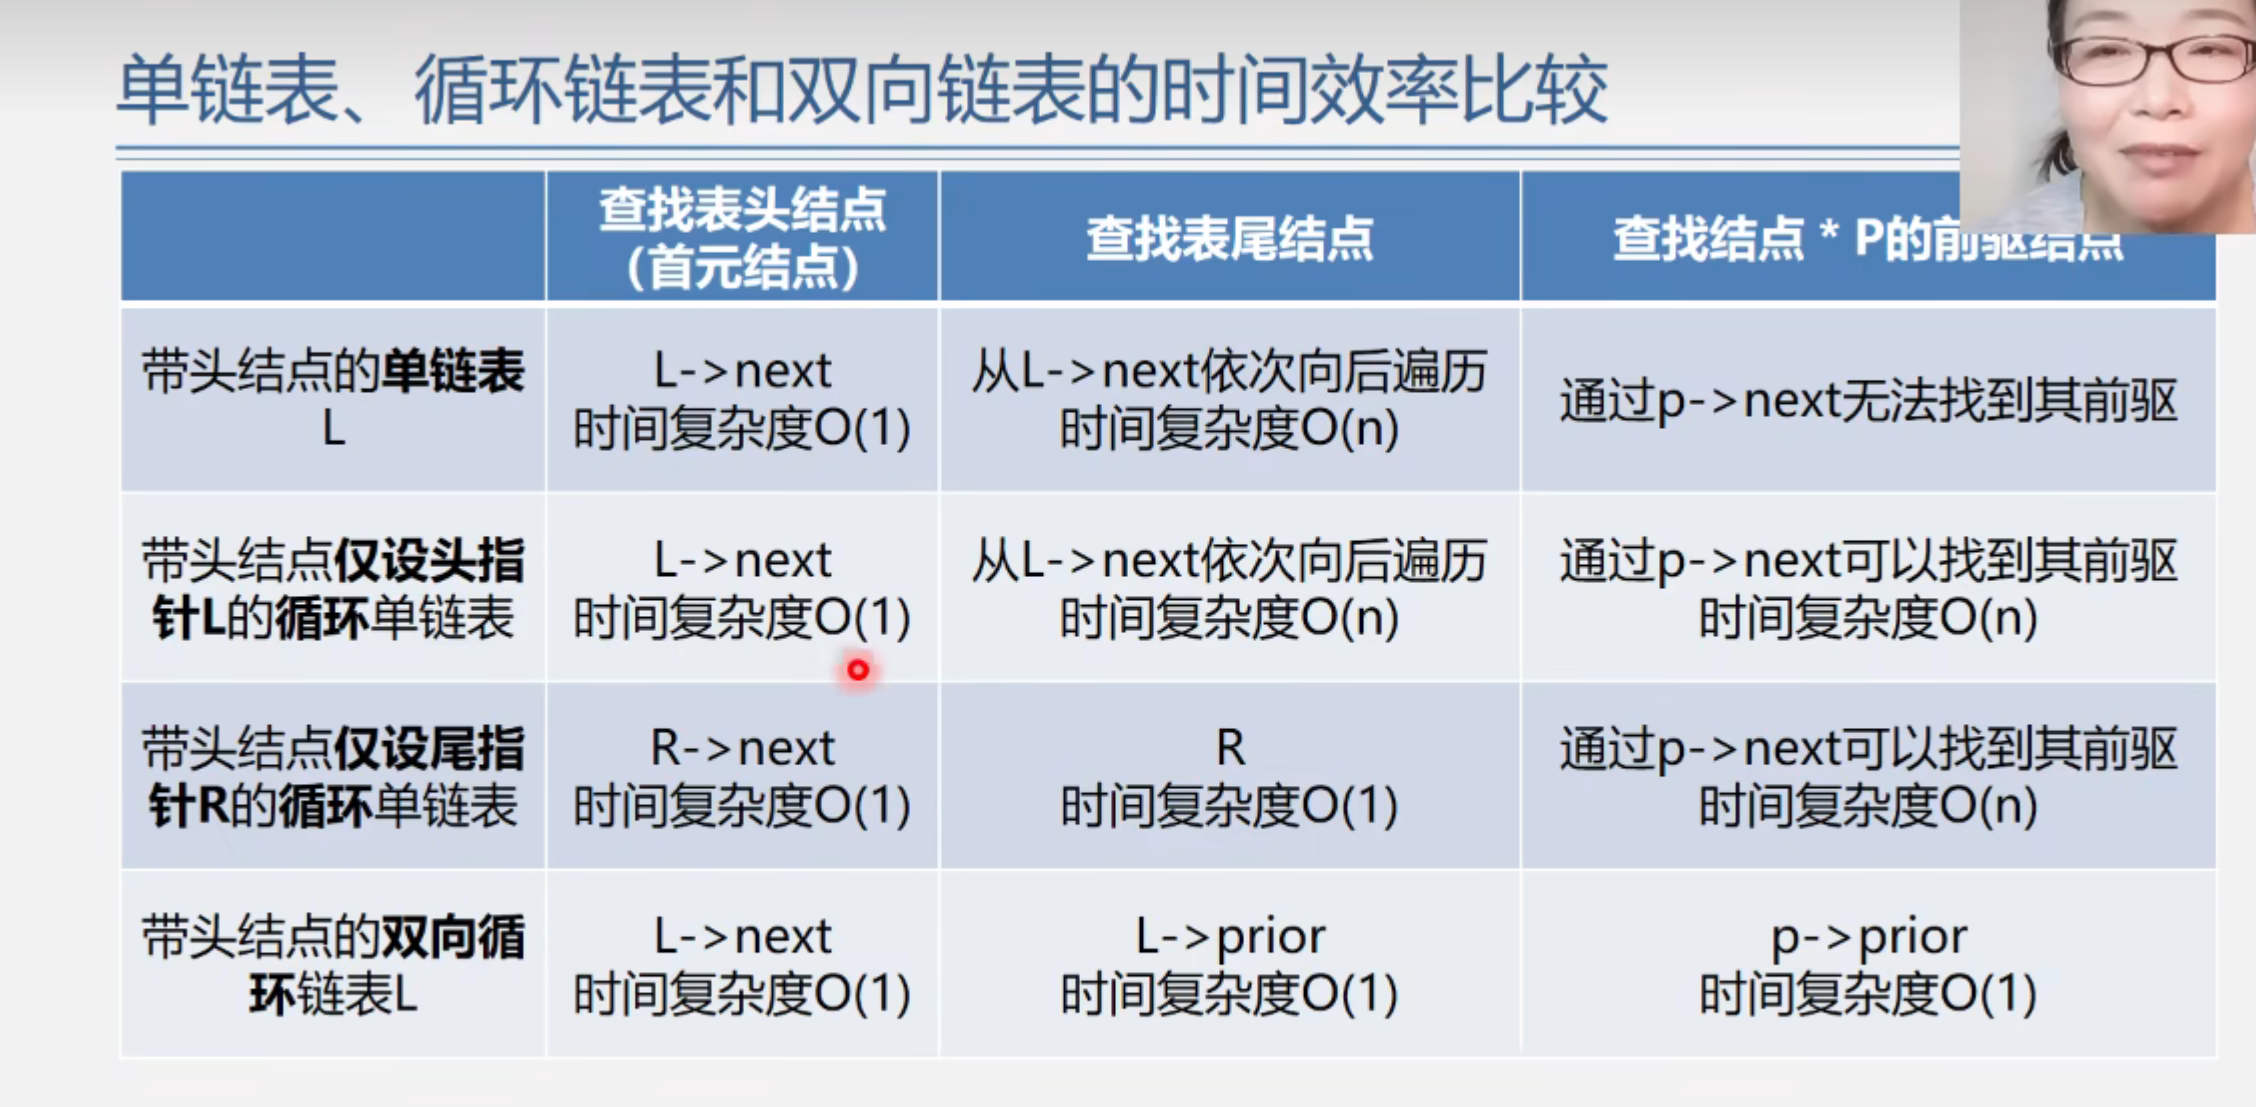 单链表、循环链表和双向链表的时间效率比较
查找表头结点
(首元结点)
查找表尾结点
查找结点 * P的前驱结点
带头结点的单链表
L
L->next
时间复杂度O(1)
从L->next依次向后遍历
时间复杂度O(n)
通过p->next无法找到其前驱
带头结点仅设头指
针L的循环单链表
L->next
时间复杂度O(1)
从L->next依次向后遍历
时间复杂度O(n)
通过p->next可以找到其前驱
时间复杂度O(n)
带头结点仅设尾指
针R的循环单链表
R->next
时间复杂度O(1)
R
时间复杂度O(1)
通过p->next可以找到其前驱
时间复杂度O(n)
带头结点的双向循
环链表L
L->next
时间复杂度O(1)
L->prior
时间复杂度O(1)
p->prior
时间复杂度O(1)